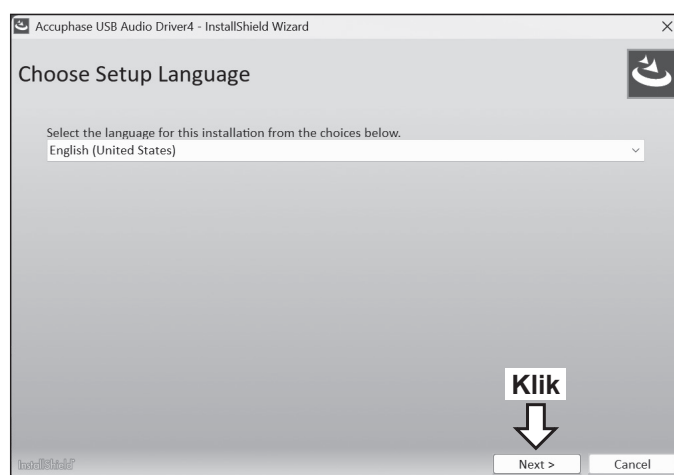 Accuphase USB Audio Driver4 - InstallShield Wizard
Choose Setup Language
Select the language for this installation from the choices below.
English (United States)
Klik
InstallShield
Next >
Cancel